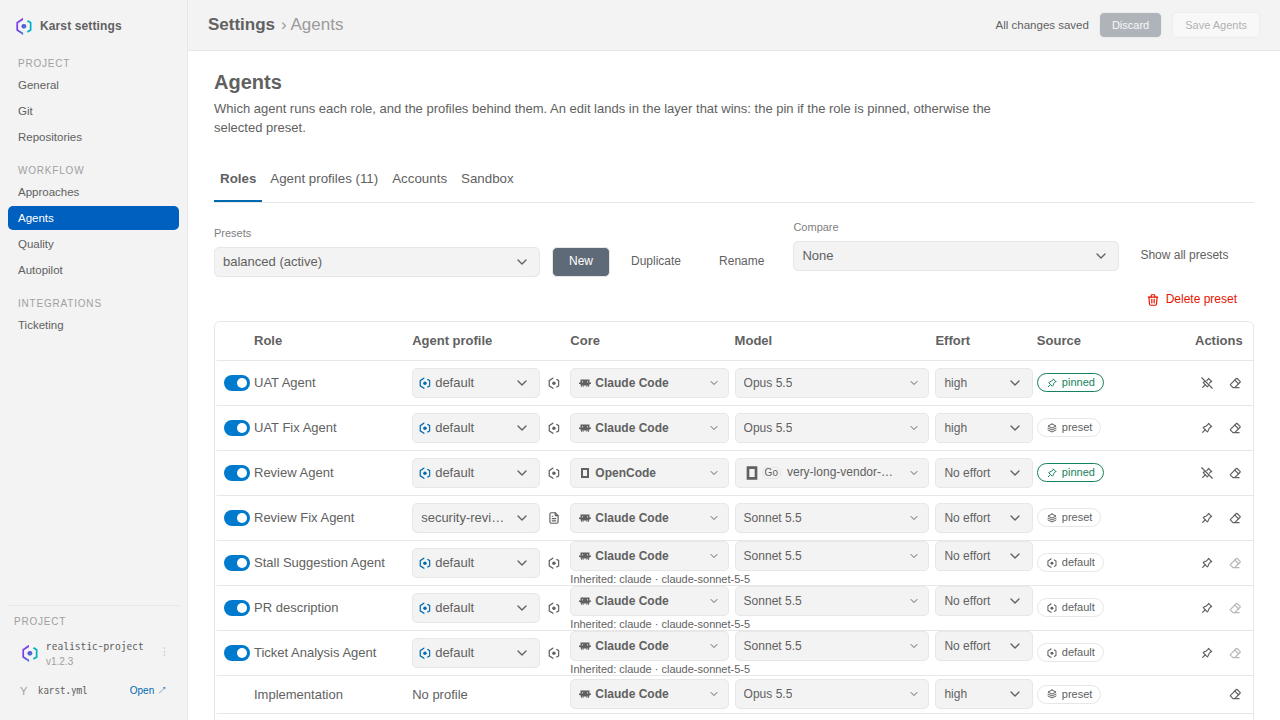 Karst settings
Settings › Agents
All changes saved
Discard
Save Agents
PROJECT
General
Git
Repositories
WORKFLOW
Approaches
Agents
Quality
Autopilot
INTEGRATIONS
Ticketing
PROJECT
realistic-project
v1.2.3
Y karst.yml Open ↗
Agents
Which agent runs each role, and the profiles behind them. An edit lands in the layer that wins: the pin if the role is pinned, otherwise the
selected preset.
Roles Agent profiles (11) Accounts Sandbox
Presets
balanced (active)
New
Duplicate
Rename
Compare
None
Show all presets
Delete preset
Role Agent profile Core Model Effort Source Actions
UAT Agent default Claude Code Opus 5.5 high pinned
UAT Fix Agent default Claude Code Opus 5.5 high preset
Review Agent default OpenCode Go very-long-vendor-… No effort pinned
Review Fix Agent security-revi… Claude Code Sonnet 5.5 No effort preset
Stall Suggestion Agent default Claude Code Sonnet 5.5 No effort default
Inherited: claude · claude-sonnet-5-5
PR description default Claude Code Sonnet 5.5 No effort default
Inherited: claude · claude-sonnet-5-5
Ticket Analysis Agent default Claude Code Sonnet 5.5 No effort default
Inherited: claude · claude-sonnet-5-5
Implementation No profile Claude Code Opus 5.5 high preset